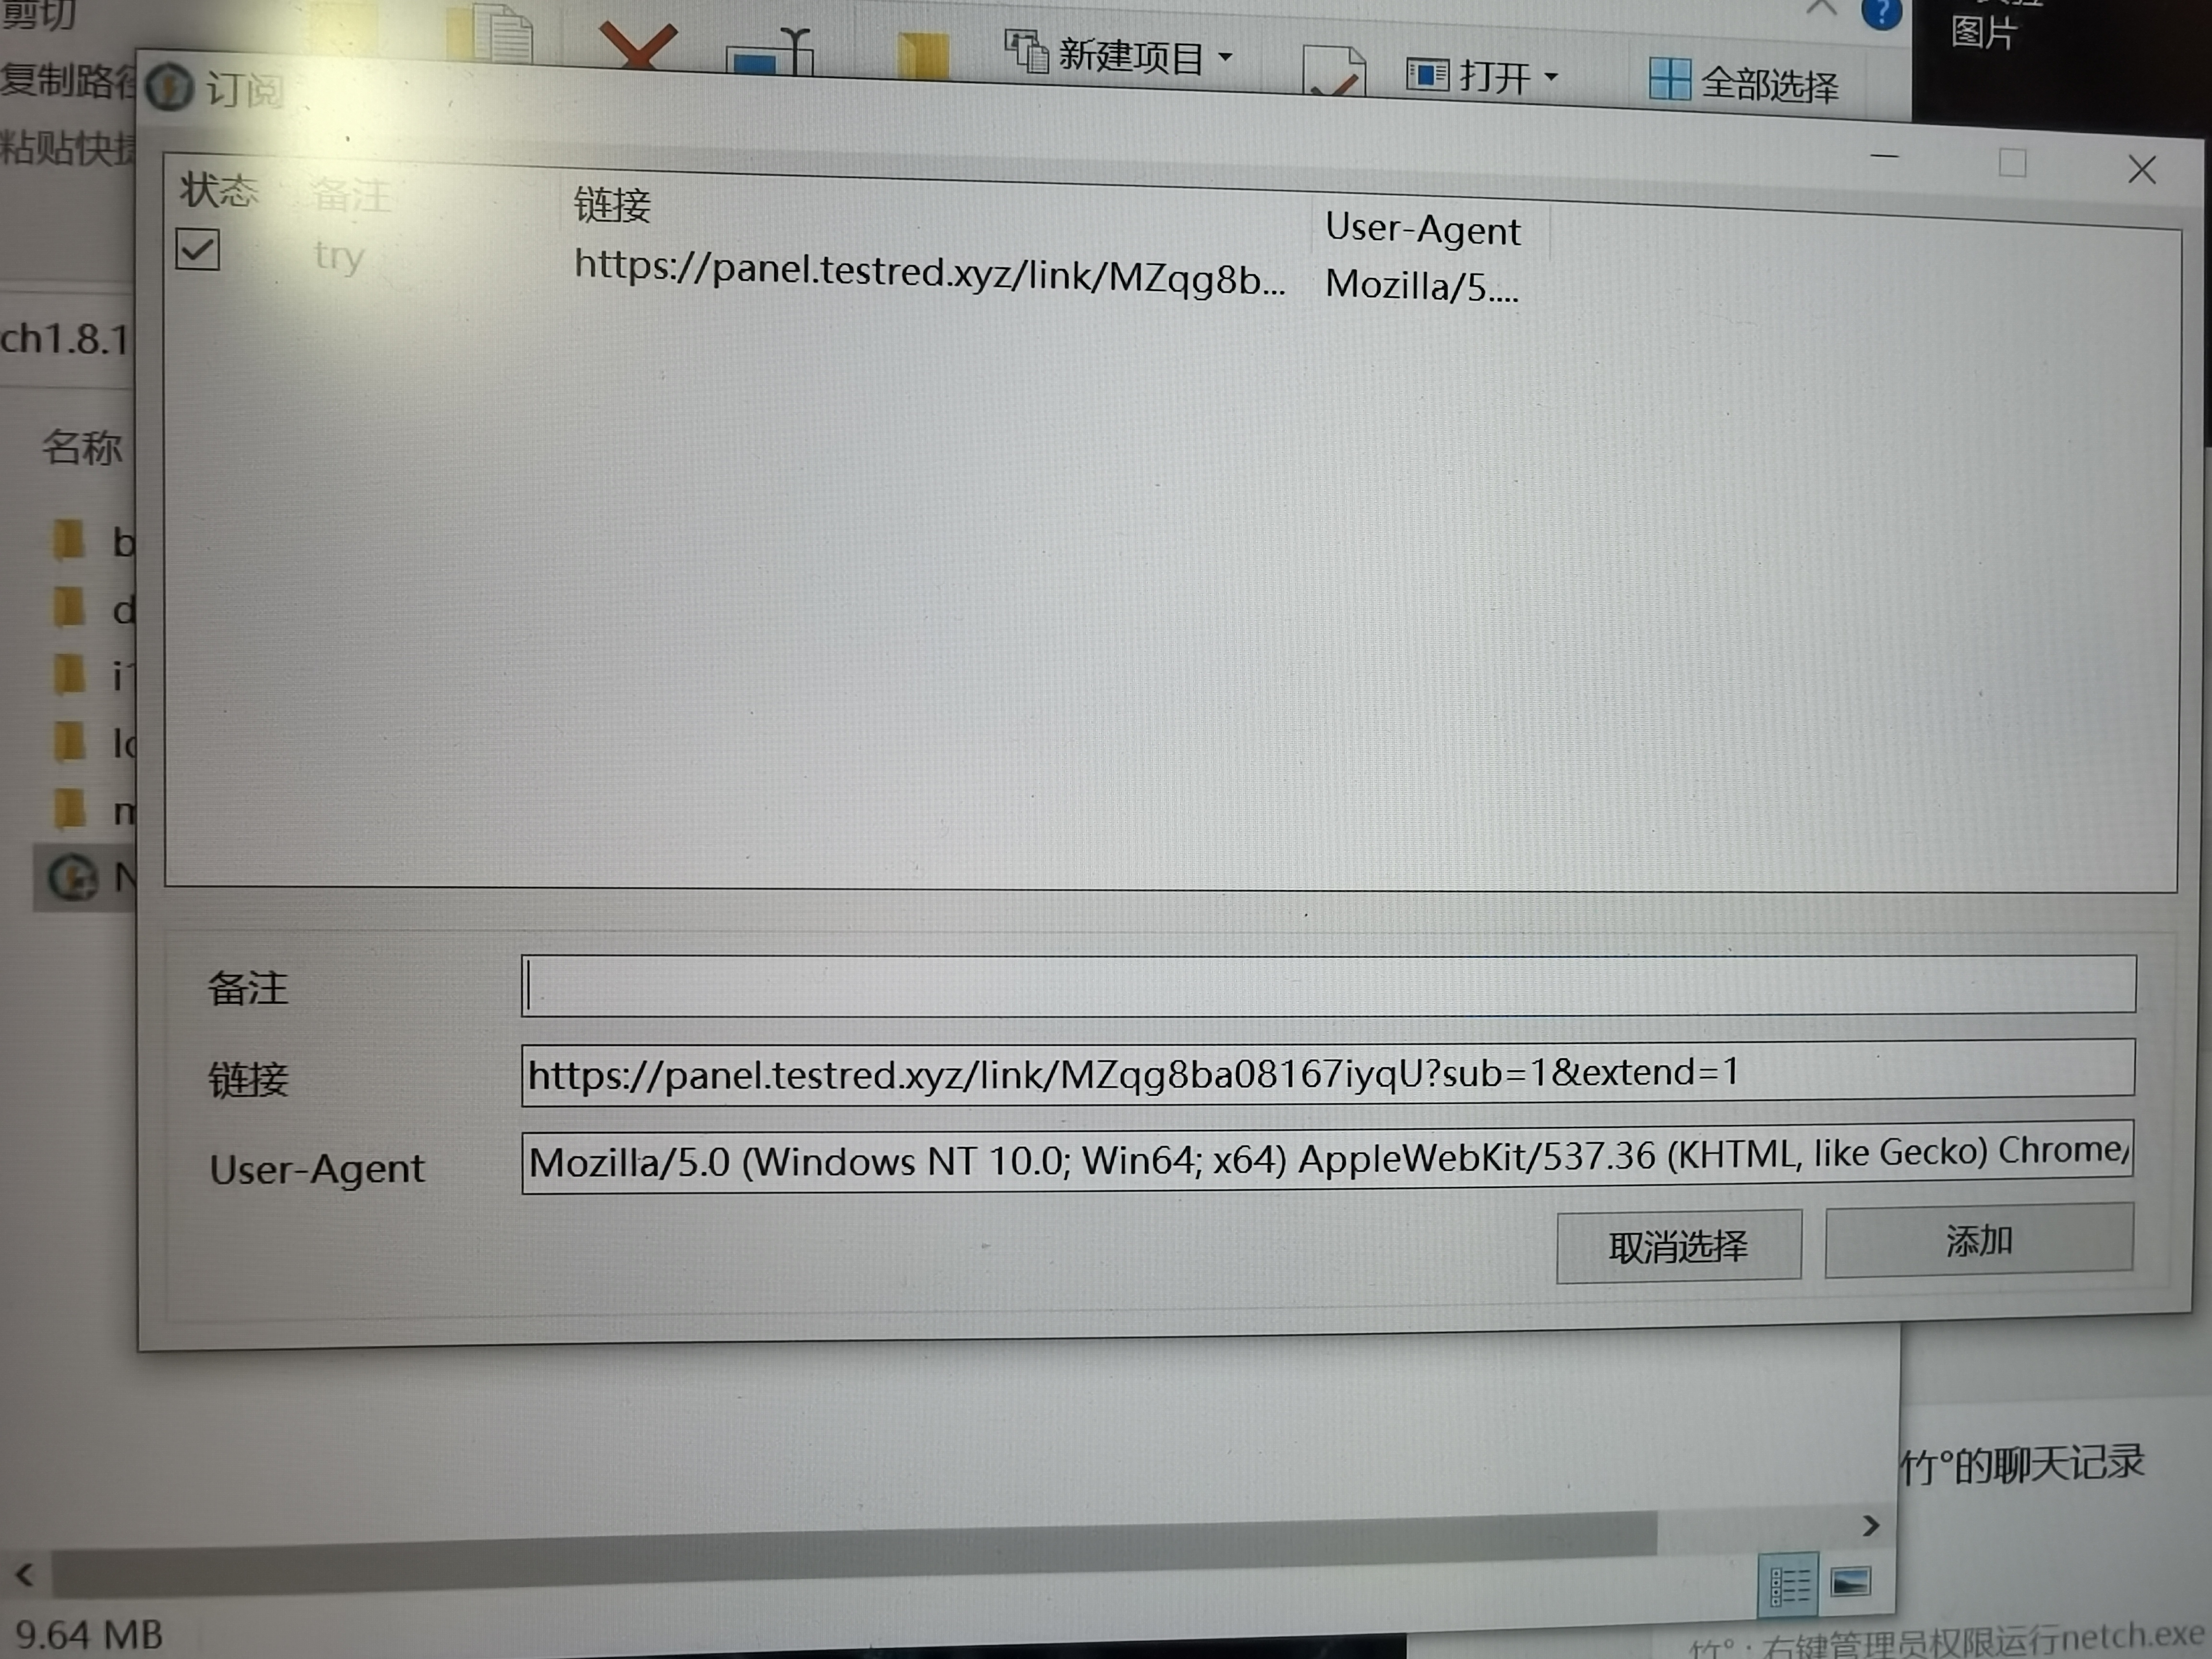 剪切
图片
新建项目
打开
全部选择
复制路径
订阅
粘贴快捷
状态 备注 链接 User-Agent
try https://panel.testred.xyz/link/MZqg8b... Mozilla/5....
ch1.8.1
名称
b
d
i1
lo
m
N
备注
链接 https://panel.testred.xyz/link/MZqg8ba08167iyqU?sub=1&extend=1
User-Agent Mozilla/5.0 (Windows NT 10.0; Win64; x64) AppleWebKit/537.36 (KHTML, like Gecko) Chrome/
取消选择 添加
竹°的聊天记录
9.64 MB
竹°：右键管理员权限运行netch.exe